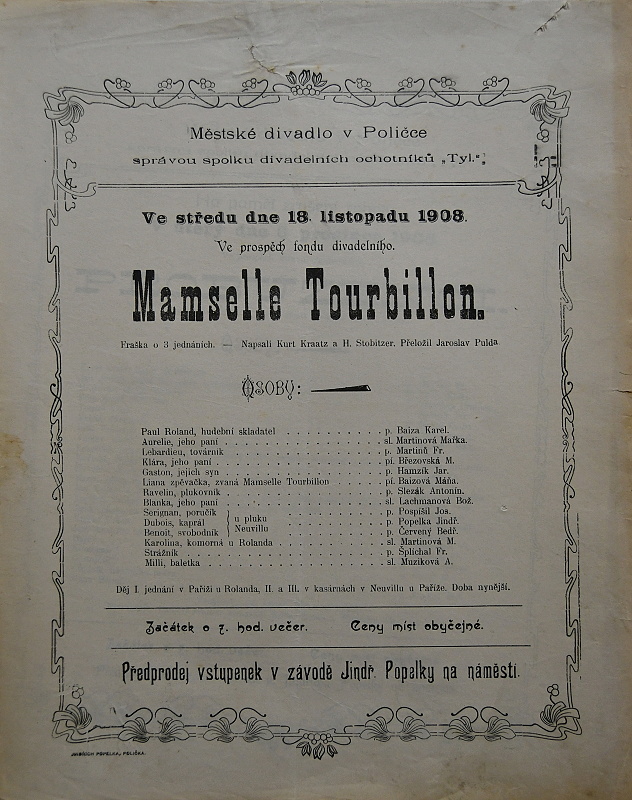 Městské divadlo v Poličce
správou spolku divadelních ochotníků „Tyl."
Ve středu dne 18. listopadu 1908.
Ve prospěch fondu divadelního.
Mamselle Tourbillon.
Fraška o 3 jednáních. — Napsali Kurt Kraatz a H. Stobitzer. Přeložil Jaroslav Pulda.
Osoby:
Paul Roland, hudební skladatel . . . . . . . . . . p. Baiza Karel.
Aurelie, jeho paní . . . . . . . . . . . . . . . sl. Martinová Mařka.
Lebardieu, továrník . . . . . . . . . . . . . . . p. Martinů Fr.
Klára, jeho paní . . . . . . . . . . . . . . . . pí. Březovská M.
Gaston, jejich syn . . . . . . . . . . . . . . . p. Hamzík Jar.
Liana zpěvačka, zvaná Mamselle Tourbillon . . . . . pí. Baizová Máňa.
Ravelin, plukovník . . . . . . . . . . . . . . . p. Slezák Antonín.
Blanka, jeho paní . . . . . . . . . . . . . . . sl. Lachmanová Bož.
Serignan, poručík . . . . . . . . . . p. Pospíšil Jos.
Dubois, kaprál } u pluku Neuvillu . . . . . . . . . . p. Popelka Jindř.
Benoit, svobodník . . . . . . . . . . p. Červený Bedř.
Karolina, komorná u Rolanda . . . . . . . . . . sl. Martinová M.
Strážník . . . . . . . . . . . . . . . . . . . p. Šplíchal Fr.
Milli, baletka . . . . . . . . . . . . . . . . . sl. Muziková A.
Děj I. jednání v Paříži u Rolanda, II. a III. v kasárnách v Neuvillu u Paříže. Doba nynější.
Začátek o 7. hod. večer. Ceny míst obyčejné.
Předprodej vstupenek v závodě Jindř. Popelky na náměstí.
JINDŘICH POPELKA, POLIČKA.